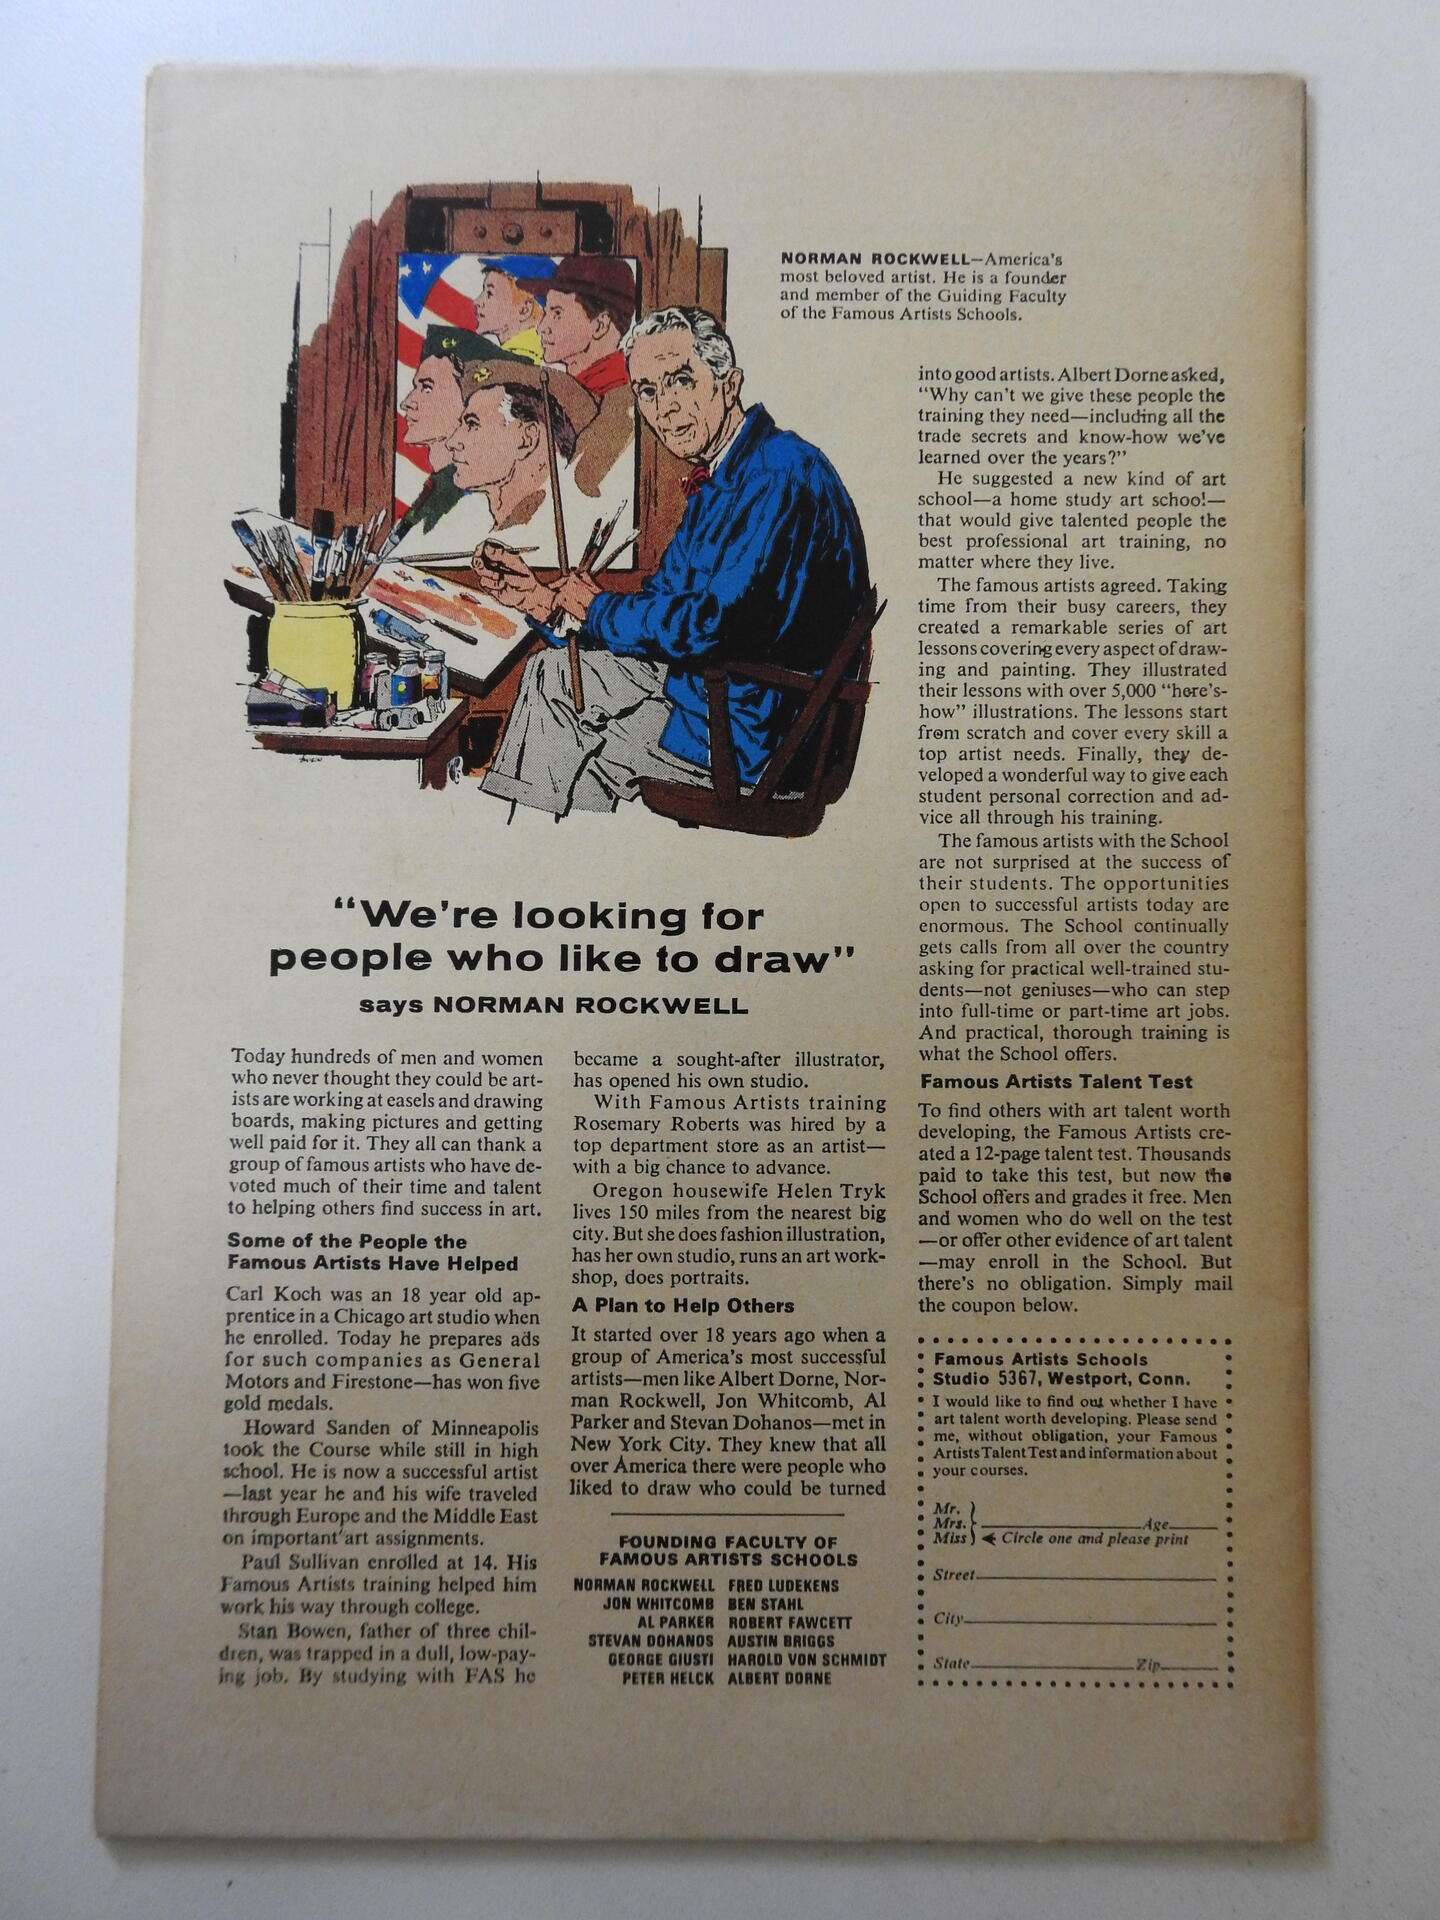 NORMAN ROCKWELL—America's
most beloved artist. He is a founder
and member of the Guiding Faculty
of the Famous Artists Schools.
"We're looking for
people who like to draw"
says NORMAN ROCKWELL
Today hundreds of men and women
who never thought they could be art-
ists are working at easels and drawing
boards, making pictures and getting
well paid for it. They all can thank a
group of famous artists who have de-
voted much of their time and talent
to helping others find success in art.
Some of the People the
Famous Artists Have Helped
Carl Koch was an 18 year old ap-
prentice in a Chicago art studio when
he enrolled. Today he prepares ads
for such companies as General
Motors and Firestone—has won five
gold medals.
Howard Sanden of Minneapolis
took the Course while still in high
school. He is now a successful artist
—last year he and his wife traveled
through Europe and the Middle East
on important art assignments.
Paul Sullivan enrolled at 14. His
Famous Artists training helped him
work his way through college.
Stan Bowen, father of three chil-
dren, was trapped in a dull, low-pay-
ing job. By studying with FAS he
became a sought-after illustrator,
has opened his own studio.
With Famous Artists training
Rosemary Roberts was hired by a
top department store as an artist—
with a big chance to advance.
Oregon housewife Helen Tryk
lives 150 miles from the nearest big
city. But she does fashion illustration,
has her own studio, runs an art work-
shop, does portraits.
A Plan to Help Others
It started over 18 years ago when a
group of America's most successful
artists—men like Albert Dorne, Nor-
man Rockwell, Jon Whitcomb, Al
Parker and Stevan Dohanos—met in
New York City. They knew that all
over America there were people who
liked to draw who could be turned
FOUNDING FACULTY OF
FAMOUS ARTISTS SCHOOLS
NORMAN ROCKWELL FRED LUDEKENS
JON WHITCOMB BEN STAHL
AL PARKER ROBERT FAWCETT
STEVAN DOHANOS AUSTIN BRIGGS
GEORGE GIUSTI HAROLD VON SCHMIDT
PETER HELCK ALBERT DORNE
into good artists. Albert Dorne asked,
"Why can't we give these people the
training they need—including all the
trade secrets and know-how we've
learned over the years?"
He suggested a new kind of art
school—a home study art school—
that would give talented people the
best professional art training, no
matter where they live.
The famous artists agreed. Taking
time from their busy careers, they
created a remarkable series of art
lessons covering every aspect of draw-
ing and painting. They illustrated
their lessons with over 5,000 "here's-
how" illustrations. The lessons start
from scratch and cover every skill a
top artist needs. Finally, they de-
veloped a wonderful way to give each
student personal correction and ad-
vice all through his training.
The famous artists with the School
are not surprised at the success of
their students. The opportunities
open to successful artists today are
enormous. The School continually
gets calls from all over the country
asking for practical well-trained stu-
dents—not geniuses—who can step
into full-time or part-time art jobs.
And practical, thorough training is
what the School offers.
Famous Artists Talent Test
To find others with art talent worth
developing, the Famous Artists cre-
ated a 12-page talent test. Thousands
paid to take this test, but now the
School offers and grades it free. Men
and women who do well on the test
—or offer other evidence of art talent
—may enroll in the School. But
there's no obligation. Simply mail
the coupon below.
Famous Artists Schools
Studio 5367, Westport, Conn.
I would like to find out whether I have
art talent worth developing. Please send
me, without obligation, your Famous
Artists Talent Test and information about
your courses.
Mr.
Mrs. Age
Miss Circle one and please print
Street
City
State Zip